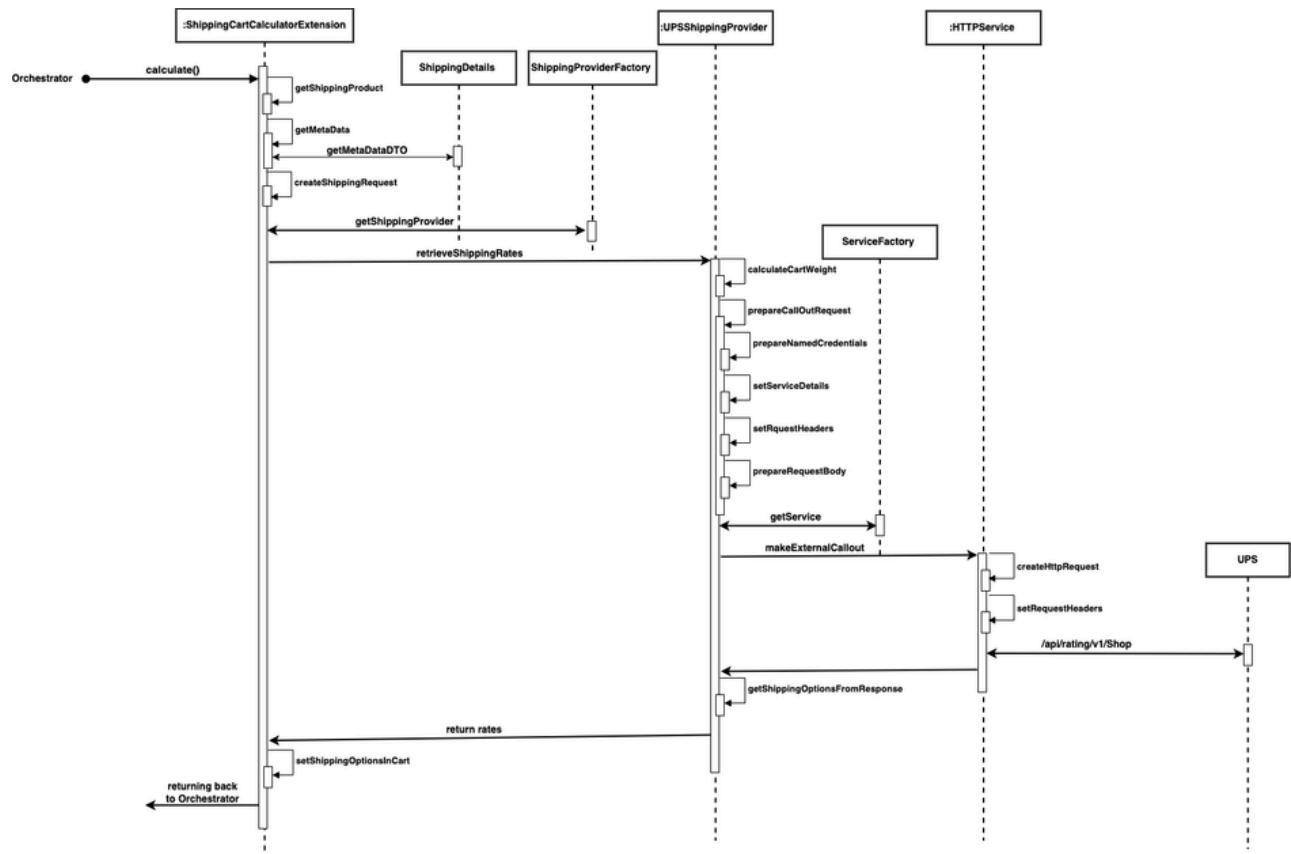 :ShippingCartCalculatorExtension
:UPSShippingProvider
:HTTPService
ShippingDetails
ShippingProviderFactory
Orchestrator
calculate()
getShippingProduct
getMetaData
getMetaDataDTO
createShippingRequest
getShippingProvider
ServiceFactory
retrieveShippingRates
calculateCartWeight
prepareCallOutRequest
prepareNamedCredentials
setServiceDetails
setRquestHeaders
prepareRequestBody
getService
makeExternalCallout
UPS
createHttpRequest
setRequestHeaders
/api/rating/v1/Shop
getShippingOptionsFromResponse
return rates
setShippingOptionsInCart
returning back
to Orchestrator